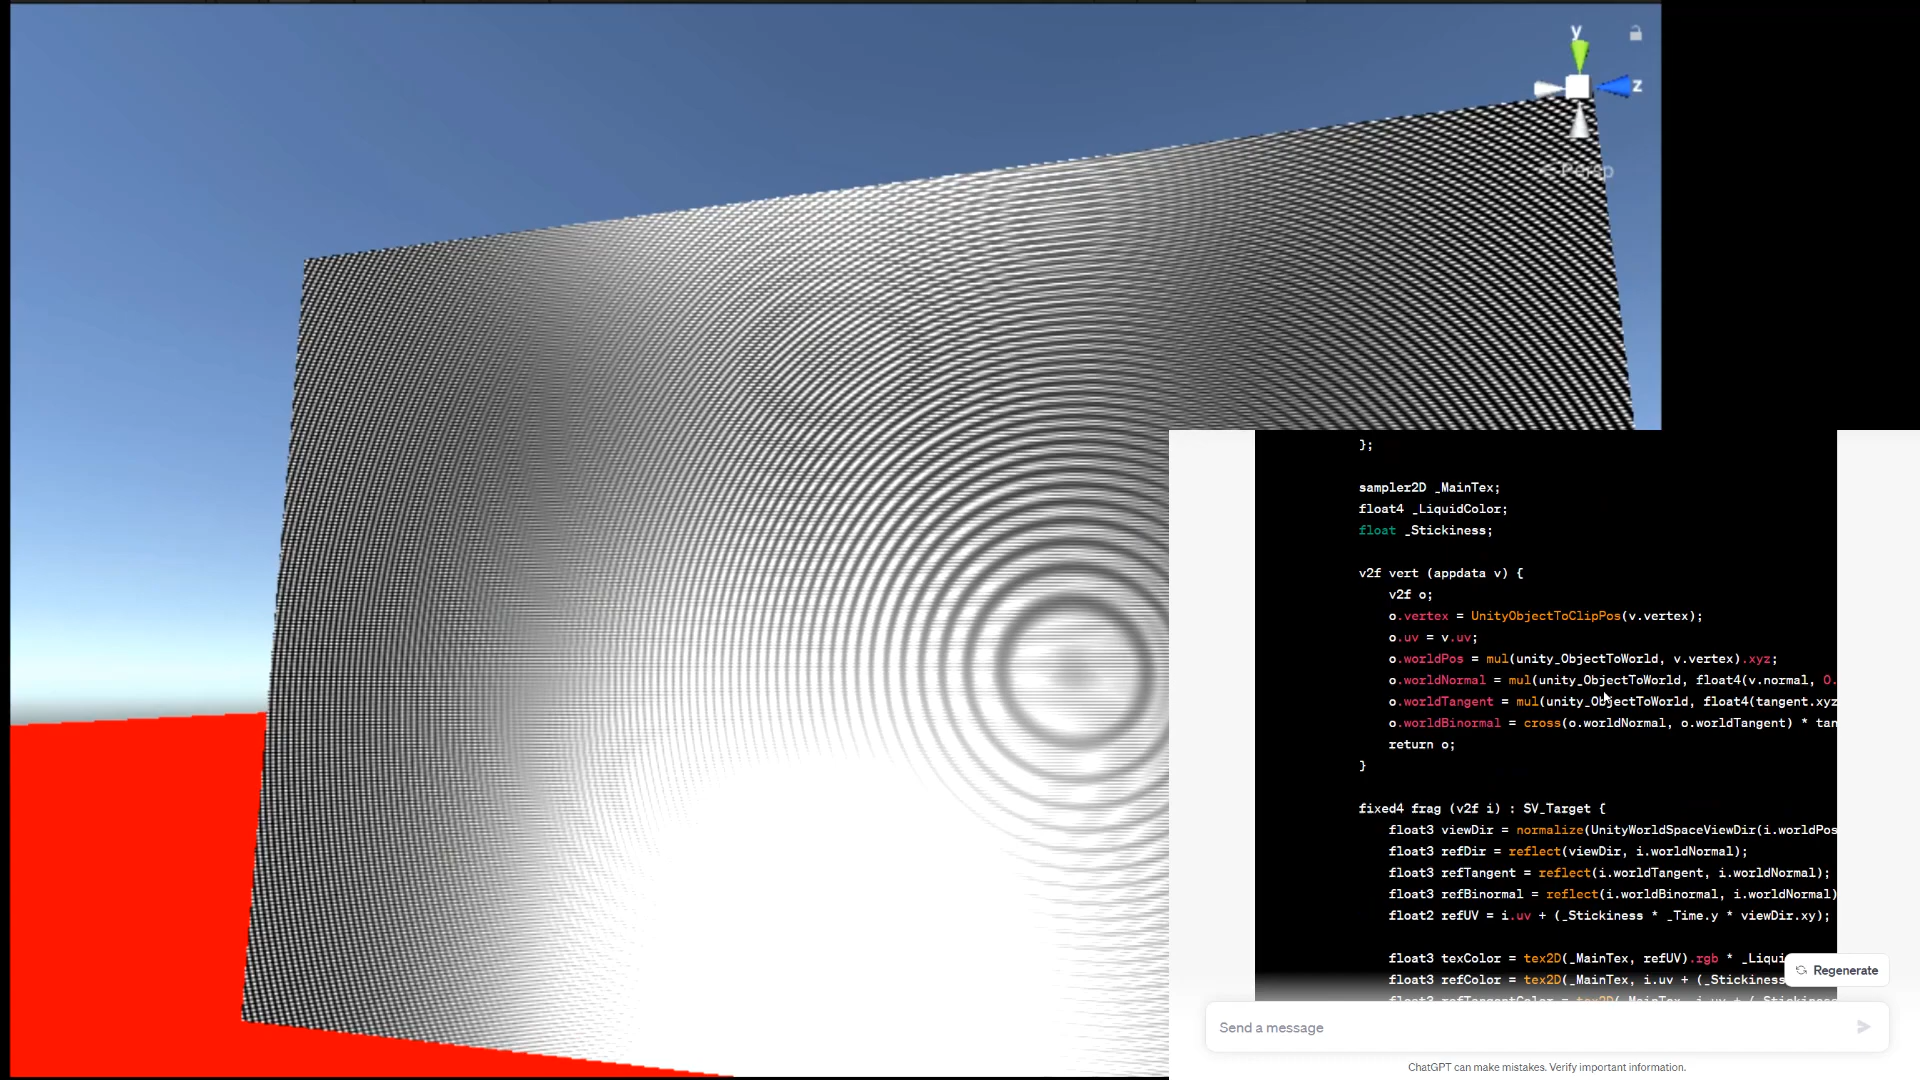 y
z
Persp
};
sampler2D _MainTex;
float4 _LiquidColor;
float _Stickiness;
v2f vert (appdata v) {
v2f o;
o.vertex = UnityObjectToClipPos(v.vertex);
o.uv = v.uv;
o.worldPos = mul(unity_ObjectToWorld, v.vertex).xyz;
o.worldNormal = mul(unity_ObjectToWorld, float4(v.normal, 0.
o.worldTangent = mul(unity_ObjectToWorld, float4(tangent.xyz
o.worldBinormal = cross(o.worldNormal, o.worldTangent) * tan
return o;
}
fixed4 frag (v2f i) : SV_Target {
float3 viewDir = normalize(UnityWorldSpaceViewDir(i.worldPos
float3 refDir = reflect(viewDir, i.worldNormal);
float3 refTangent = reflect(i.worldTangent, i.worldNormal);
float3 refBinormal = reflect(i.worldBinormal, i.worldNormal)
float2 refUV = i.uv + (_Stickiness * _Time.y * viewDir.xy);
float3 texColor = tex2D(_MainTex, refUV).rgb * _Liqui
float3 refColor = tex2D(_MainTex, i.uv + (_Stickiness
Regenerate
Send a message
ChatGPT can make mistakes. Verify important information.